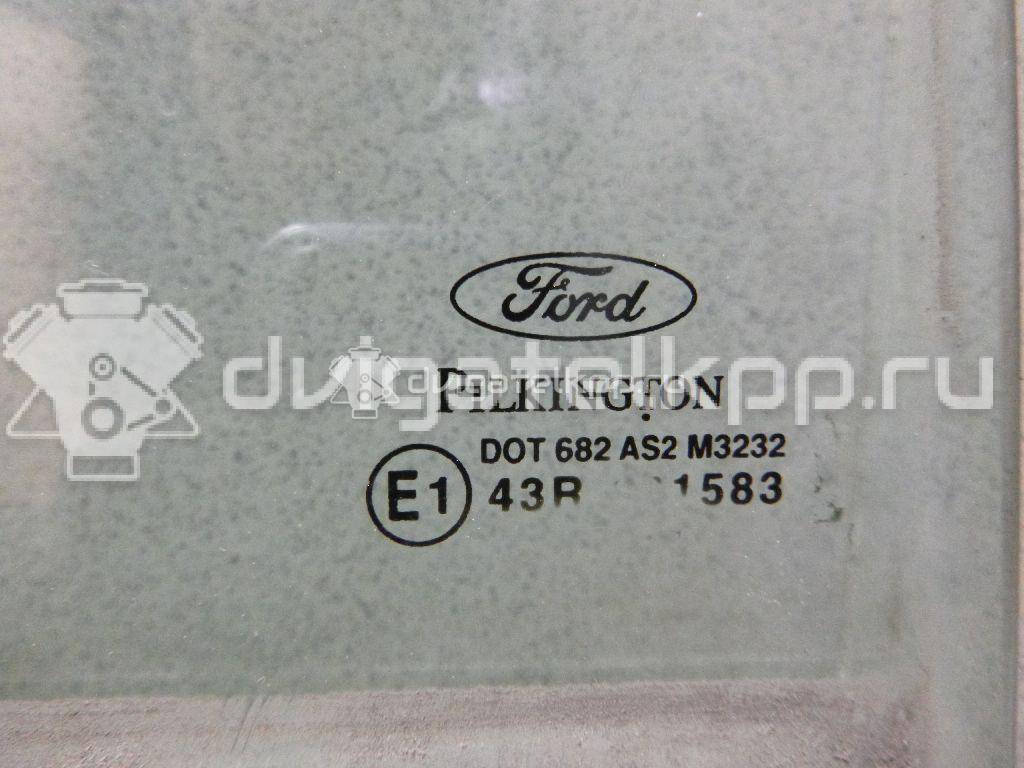 Ford
PILKINGTON
dvigatelkpp.ru
DOT 682 AS2 M3232
E1 43R 1583